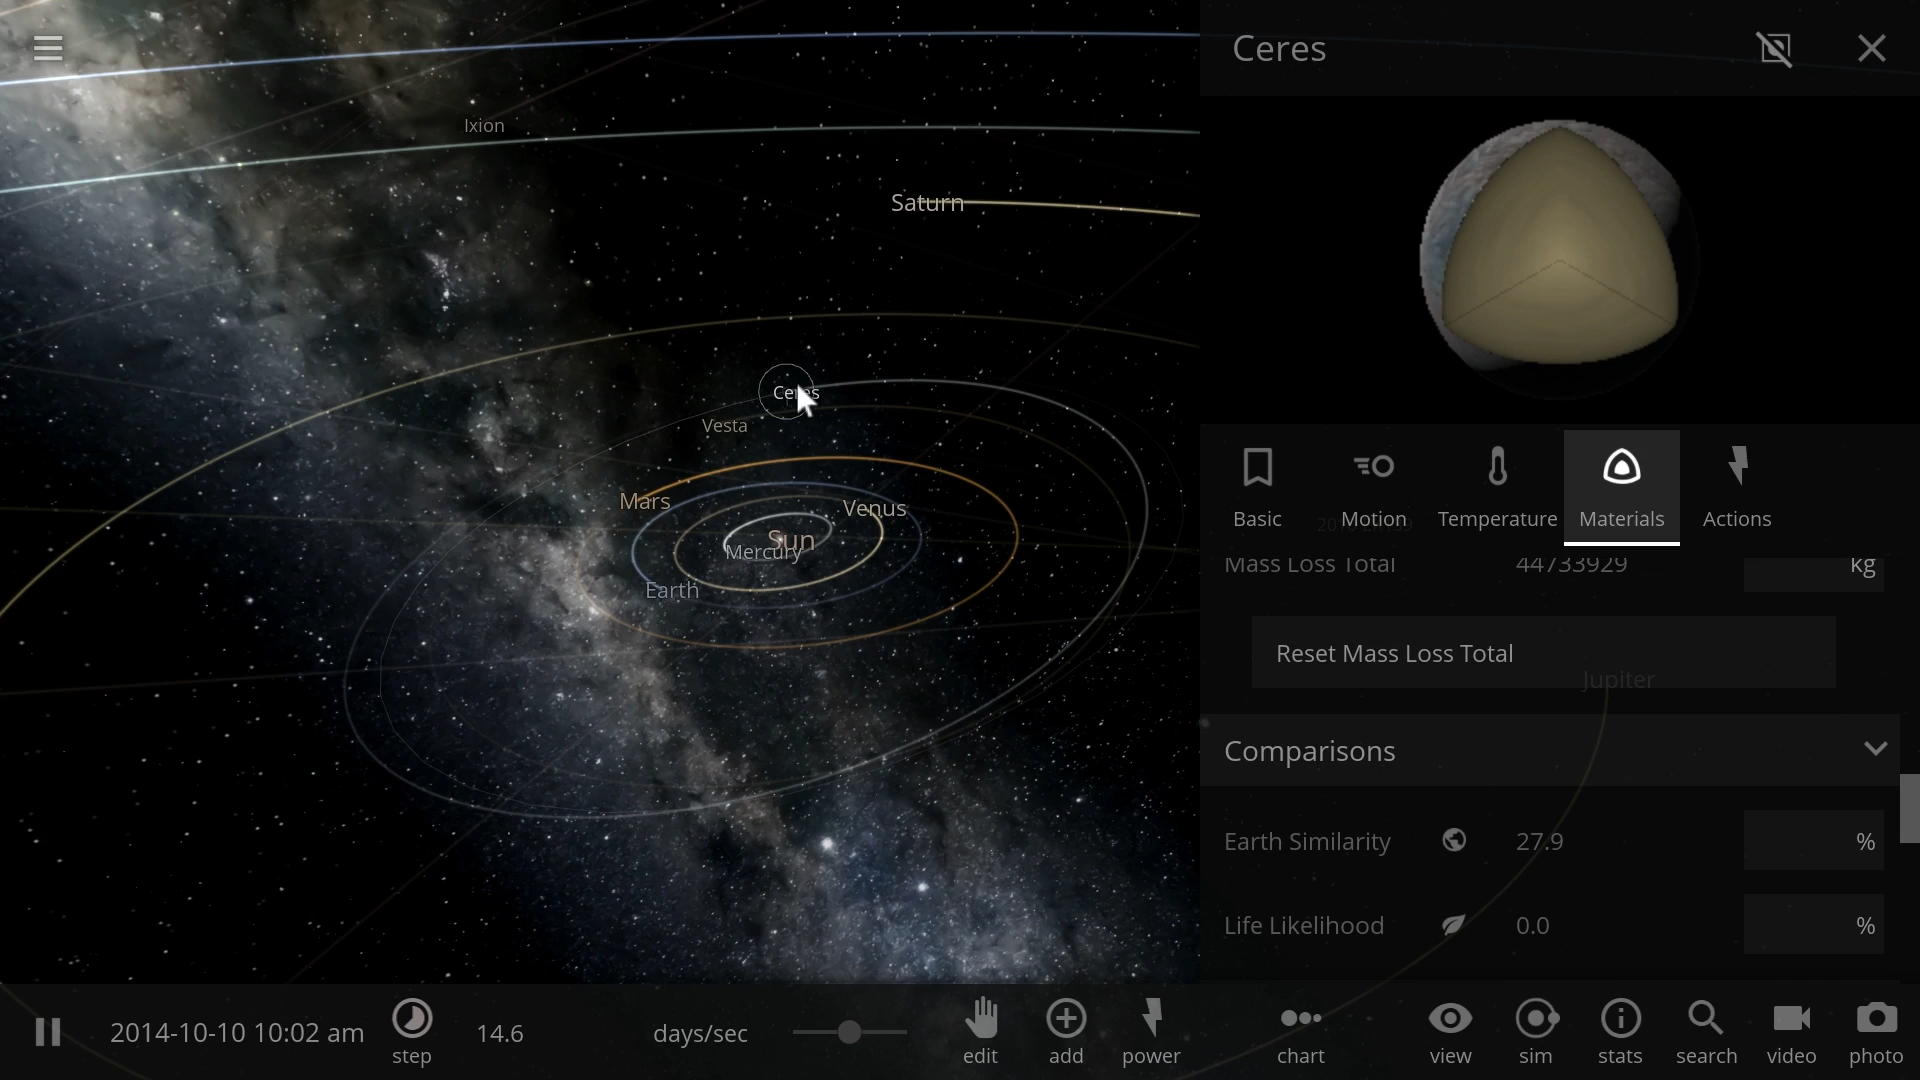 Ceres
Ixion
Saturn
Ceres
Vesta
Mars
Venus
Sun
Mercury
Earth
Basic
Motion
Temperature
Materials
Actions
Mass Loss Total 44733929 kg
Reset Mass Loss Total
Jupiter
Comparisons
Earth Similarity 27.9 %
Life Likelihood 0.0 %
2014-10-10 10:02 am
step
14.6 days/sec
edit
add
power
chart
view
sim
stats
search
video
photo